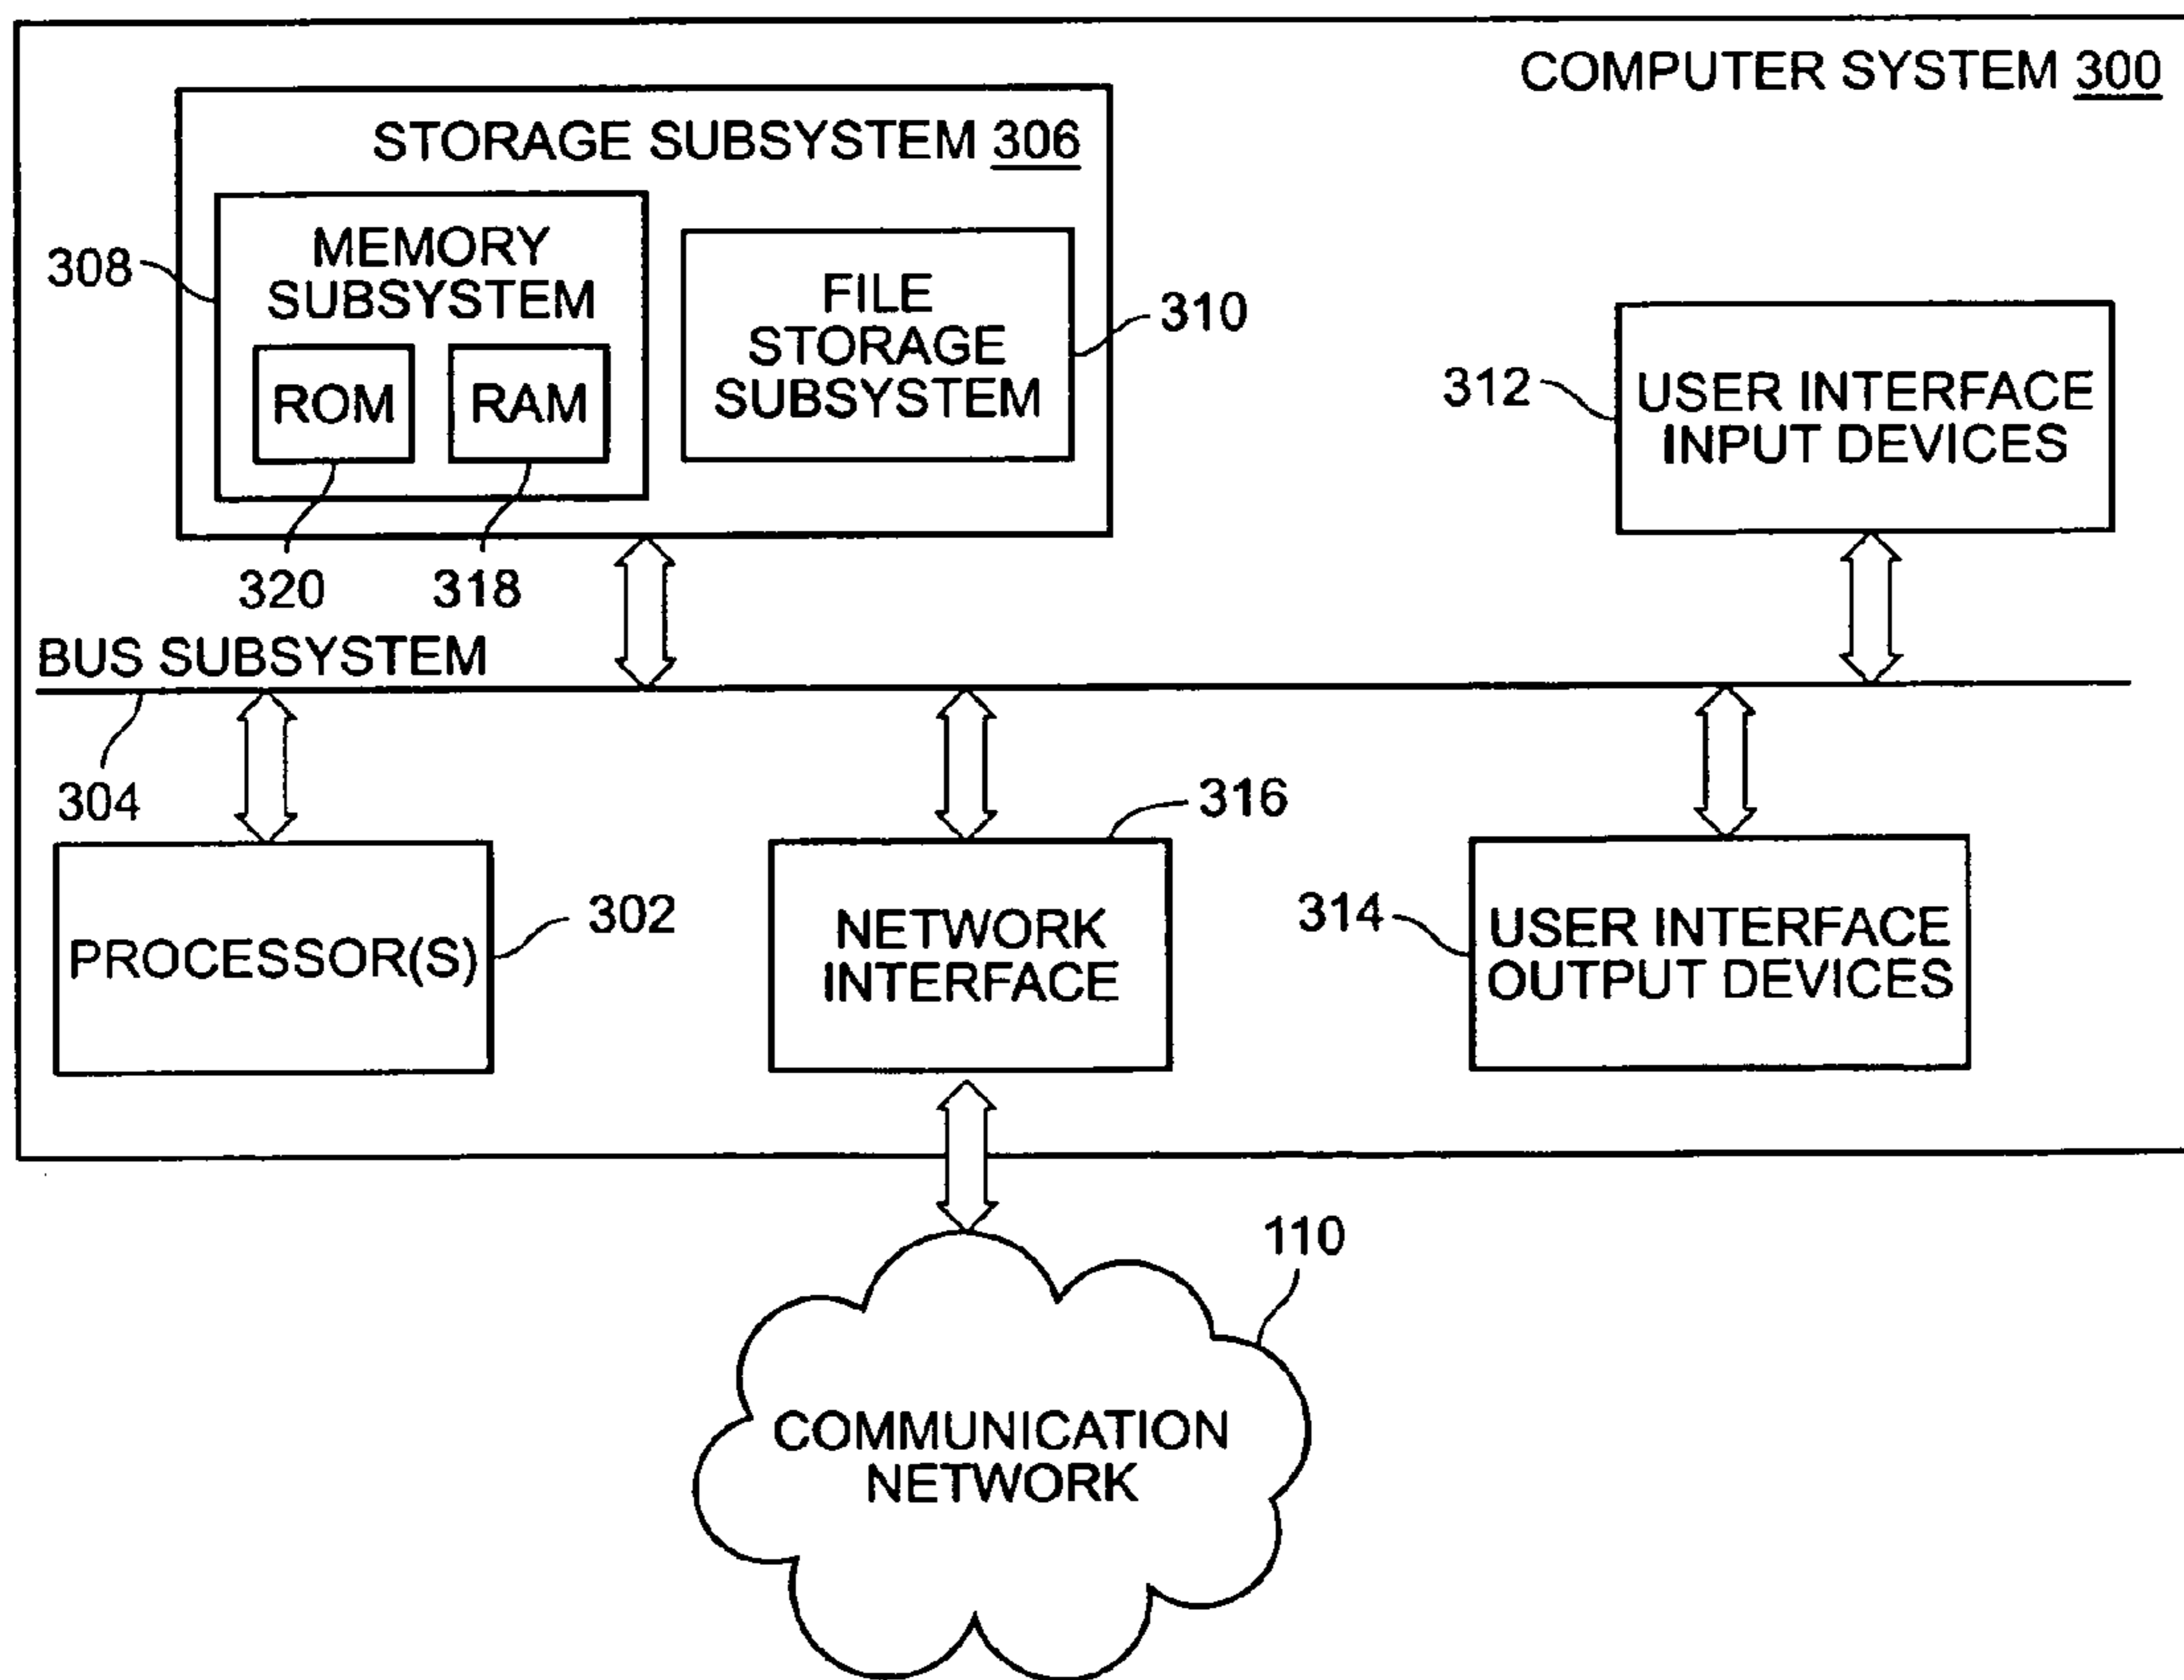 COMPUTER SYSTEM 300
STORAGE SUBSYSTEM 306
308
MEMORY
SUBSYSTEM
ROM
RAM
FILE
STORAGE
SUBSYSTEM
310
312
USER INTERFACE
INPUT DEVICES
320
318
BUS SUBSYSTEM
304
316
PROCESSOR(S)
302
NETWORK
INTERFACE
314
USER INTERFACE
OUTPUT DEVICES
110
COMMUNICATION
NETWORK